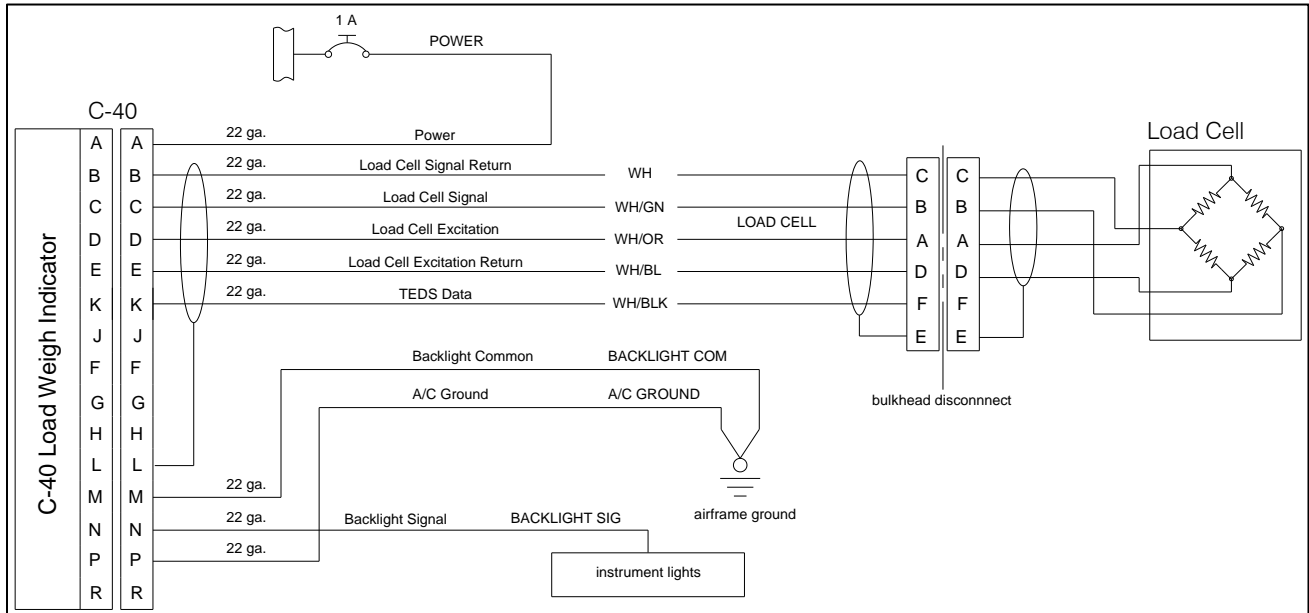 1 A
POWER
C-40
C-40 Load Weigh Indicator
A A 22 ga. Power
B B 22 ga. Load Cell Signal Return WH C C
C C 22 ga. Load Cell Signal WH/GN B B
D D 22 ga. Load Cell Excitation WH/OR LOAD CELL A A
E E 22 ga. Load Cell Excitation Return WH/BL D D
K K 22 ga. TEDS Data WH/BLK F F
J J E E
F F Backlight Common BACKLIGHT COM
G G A/C Ground A/C GROUND
H H
L L
M M 22 ga.
N N 22 ga. Backlight Signal BACKLIGHT SIG
P P 22 ga.
R R
airframe ground
instrument lights
bulkhead disconnnect
Load Cell